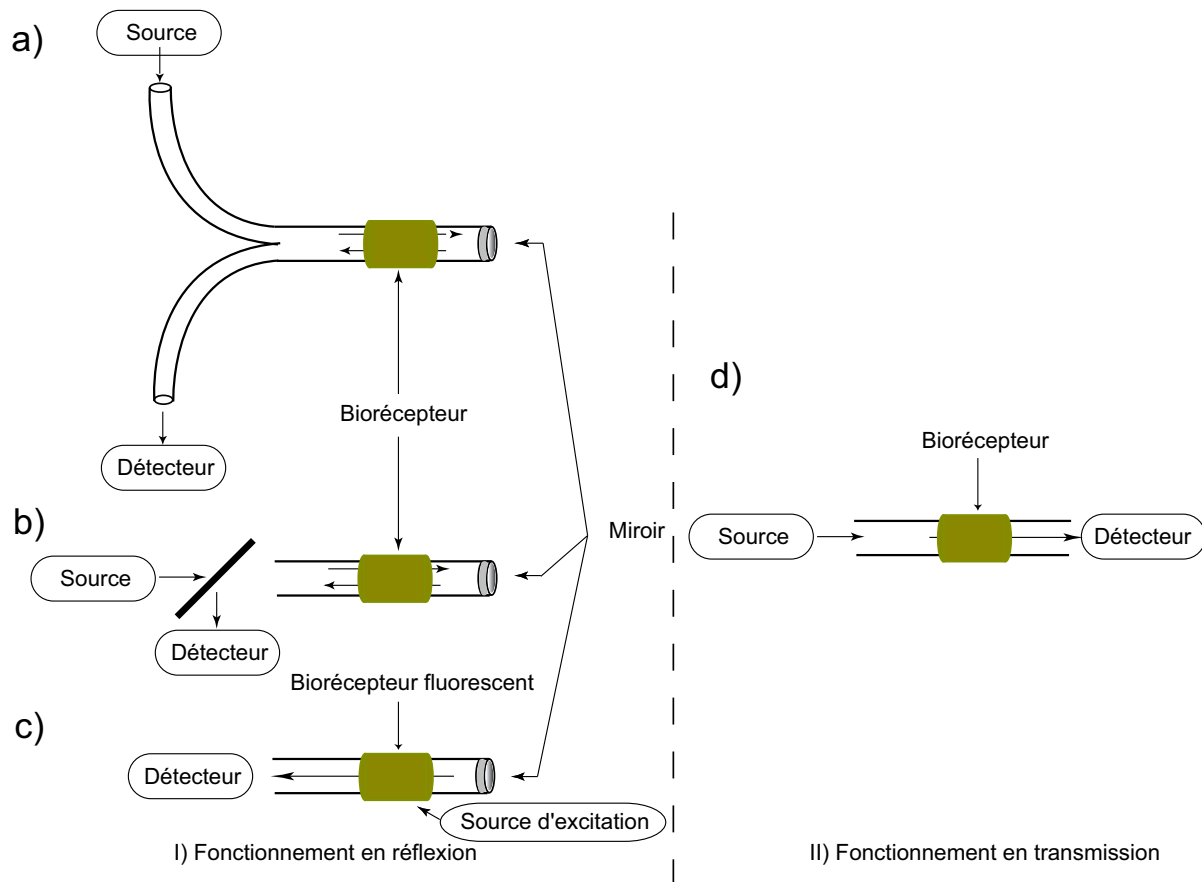 a)
Source
Détecteur
Biorécepteur
Miroir
b)
Source
Détecteur
Biorécepteur fluorescent
c)
Détecteur
Source d'excitation
I) Fonctionnement en réflexion
d)
Biorécepteur
Source
Détecteur
II) Fonctionnement en transmission